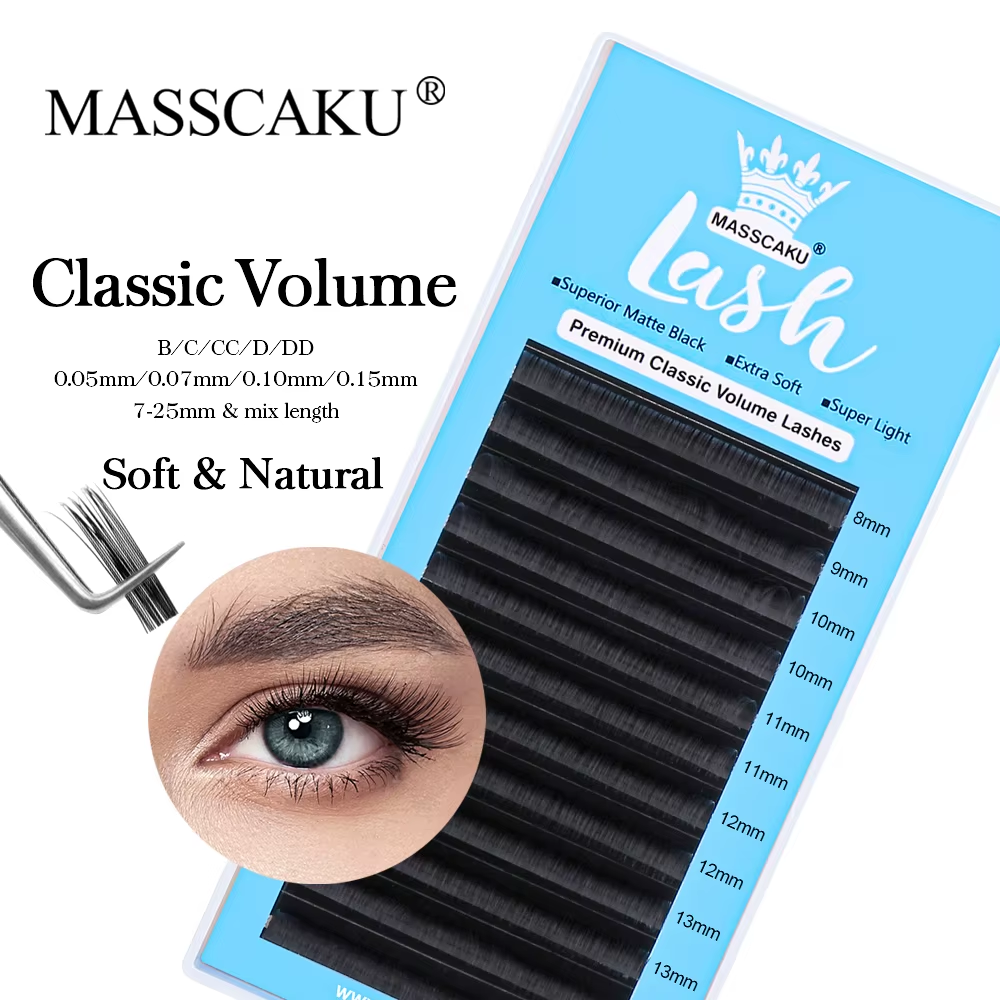 MASSCAKU®
Classic Volume
B/C/CC/D/DD
0.05mm/0.07mm/0.10mm/0.15mm
7-25mm & mix length
Soft & Natural
MASSCAKU®
Lash
■Superior Matte Black ■Extra Soft ■Super Light
Premium Classic Volume Lashes
8mm
9mm
10mm
10mm
11mm
11mm
12mm
12mm
13mm
13mm